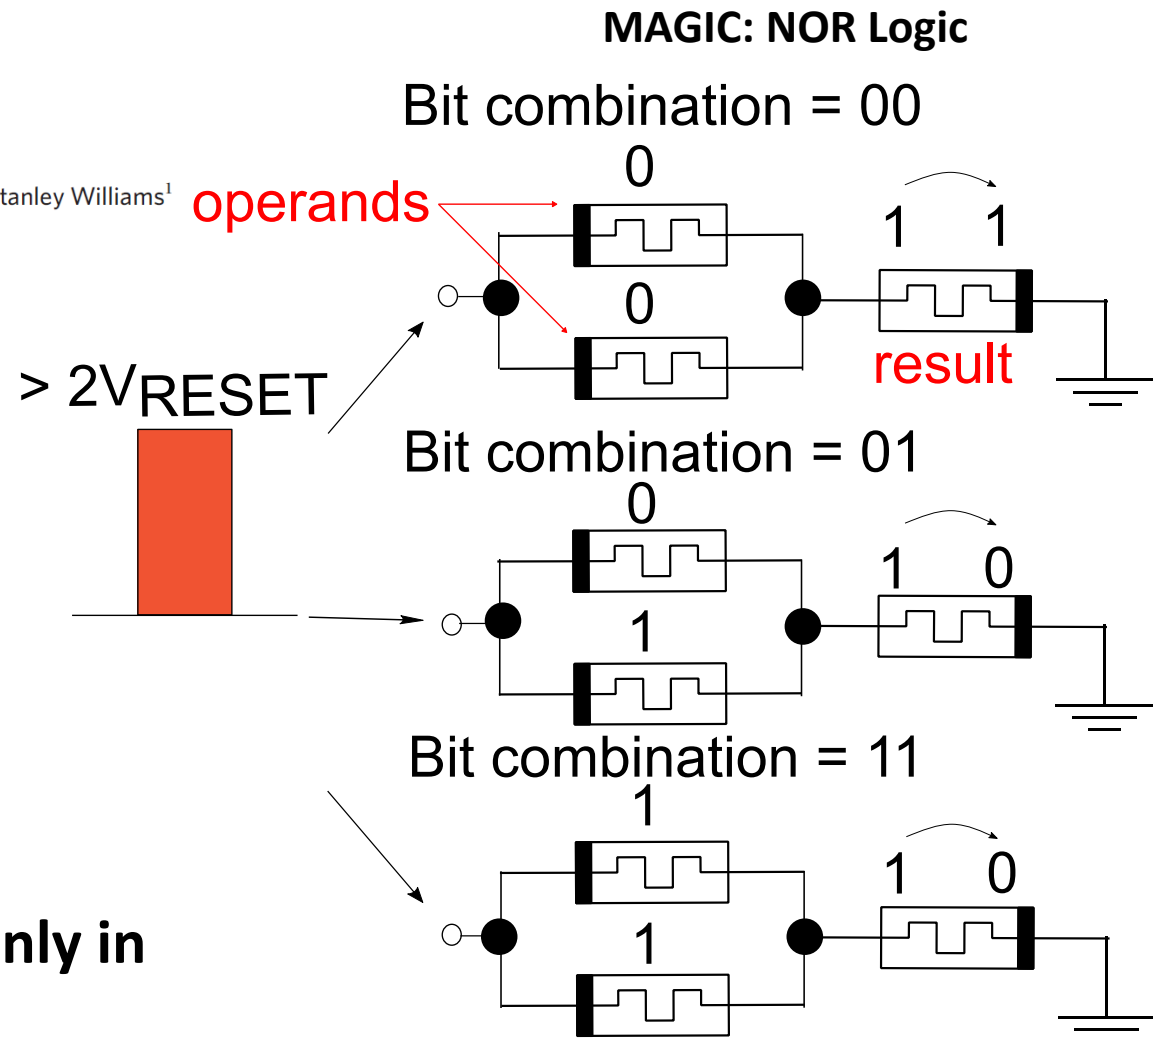 MAGIC: NOR Logic
Bit combination = 00
0
tanley Williams¹ operands
1 1
0
result
> 2VRESET
Bit combination = 01
0
1 0
1
Bit combination = 11
1
1 0
nly in
1